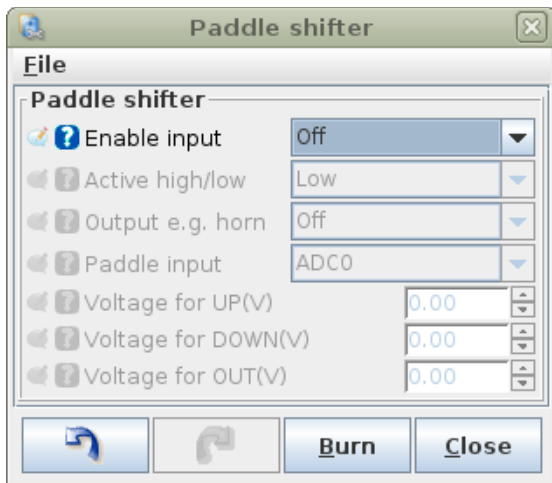 Paddle shifter
File
Paddle shifter
? Enable input Off
? Active high/low Low
? Output e.g. horn Off
? Paddle input ADC0
? Voltage for UP(V) 0.00
? Voltage for DOWN(V) 0.00
? Voltage for OUT(V) 0.00
Burn Close